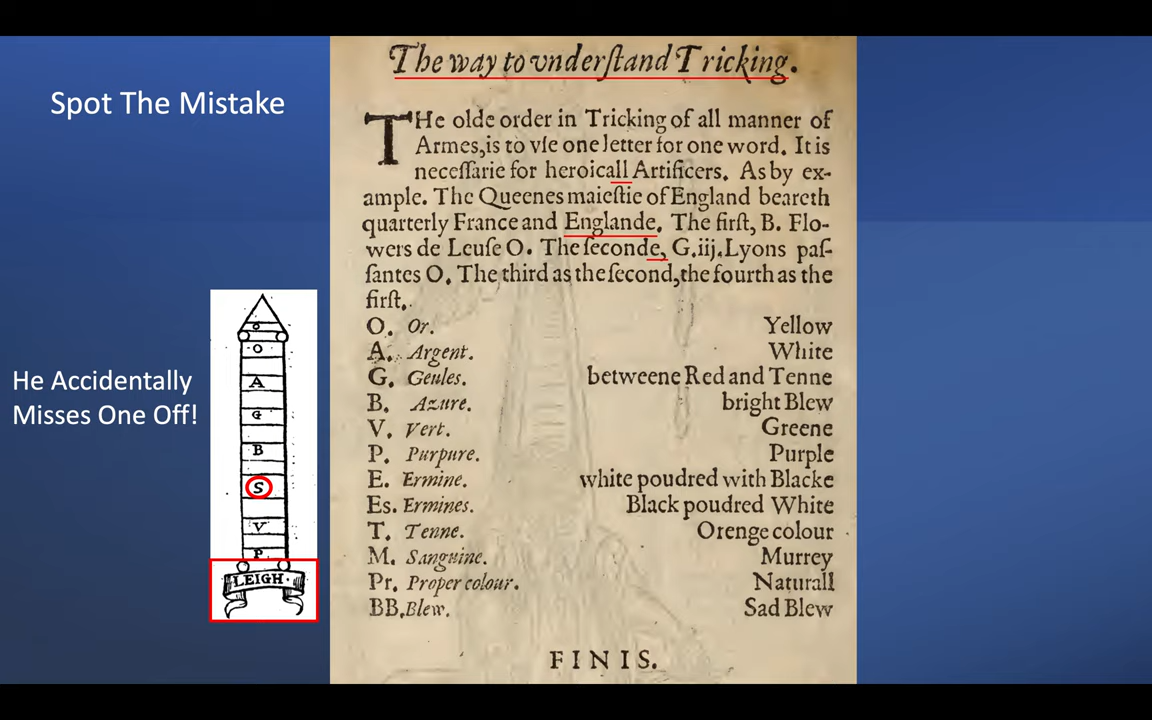 Spot The Mistake
He Accidentally
Misses One Off!
O
O
A
G
B
S
V
P
LEIGH
The way to vnderſtand Tricking.
THe olde order in Tricking of all manner of
Armes,is to vſe one letter for one word. It is
neceſſarie for heroicall Artificers. As by ex-
ample. The Queenes maieſtie of England beareth
quarterly France and Englande. The firſt, B. Flo-
wers de Leuſe O. The ſeconde, G.iij.Lyons paſ-
ſantes O. The third as the ſecond,the fourth as the
firſt.
O. Or. Yellow
A. Argent. White
G. Geules. betweene Red and Tenne
B. Azure. bright Blew
V. Vert. Greene
P. Purpure. Purple
E. Ermine. white poudred with Blacke
Es. Ermines. Black poudred White
T. Tenne. Orenge colour
M. Sanguine. Murrey
Pr. Proper colour. Naturall
BB. Blew. Sad Blew
FINIS.